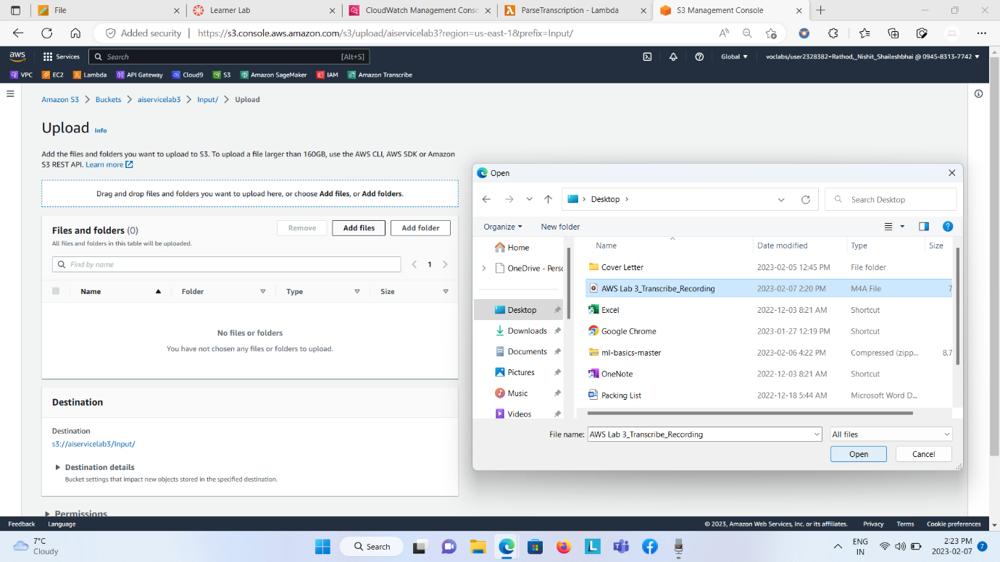 File
Learner Lab
CloudWatch Management Conso
ParseTranscription - Lambda
S3 Management Console
Added security
https://s3.console.aws.amazon.com/s3/upload/aiservicelab3?region=us-east-1&prefix=Input/
aws
Services
Search
[Alt+S]
Global
voclabs/user2328382=Rathod,_Nishit_Shaileshbhai @ 0945-8313-7742
VPC
EC2
Lambda
API Gateway
Cloud9
S3
Amazon SageMaker
IAM
Amazon Transcribe
Amazon S3 > Buckets > aiservicelab3 > Input/ > Upload
Upload Info
Add the files and folders you want to upload to S3. To upload a file larger than 160GB, use the AWS CLI, AWS SDK or Amazon
S3 REST API. Learn more
Drag and drop files and folders you want to upload here, or choose Add files, or Add folders.
Files and folders (0)
Remove
Add files
Add folder
All files and folders in this table will be uploaded.
Find by name
1
Name
Folder
Type
Size
No files or folders
You have not chosen any files or folders to upload.
Destination
Destination
s3://aiservicelab3/Input/
Destination details
Bucket settings that impact new objects stored in the specified destination.
Permissions
Open
Desktop
Search Desktop
Organize
New folder
Home
OneDrive - Perso
Desktop
Downloads
Documents
Pictures
Music
Videos
Name Date modified Type Size
Cover Letter 2023-02-05 12:45 PM File folder
AWS Lab 3_Transcribe_Recording 2023-02-07 2:20 PM M4A File 7
Excel 2022-12-03 8:21 AM Shortcut
Google Chrome 2023-01-27 12:19 PM Shortcut
ml-basics-master 2023-02-06 4:22 PM Compressed (zipp... 8,7
OneNote 2022-12-03 8:21 AM Shortcut
Packing List 2022-12-18 5:44 AM Microsoft Word D...
File name: AWS Lab 3_Transcribe_Recording
All files
Open
Cancel
Feedback
Language
© 2023, Amazon Web Services, Inc. or its affiliates.
Privacy
Terms
Cookie preferences
7°C
Cloudy
Search
ENG
IN
2:23 PM
2023-02-07
7